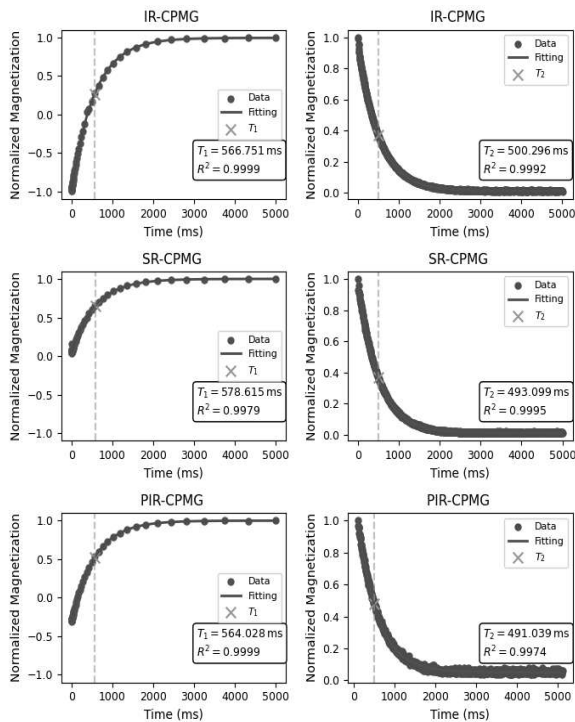 IR-CPMG
Normalized Magnetization
1.0
0.5
0.0
−0.5
−1.0
Data
Fitting
T₁
T₁ = 566.751 ms
R² = 0.9999
0 1000 2000 3000 4000 5000
Time (ms)
IR-CPMG
Normalized Magnetization
1.0
0.8
0.6
0.4
0.2
0.0
Data
Fitting
T₂
T₂ = 500.296 ms
R² = 0.9992
0 1000 2000 3000 4000 5000
Time (ms)
SR-CPMG
Normalized Magnetization
1.0
0.5
0.0
−0.5
−1.0
Data
Fitting
T₁
T₁ = 578.615 ms
R² = 0.9979
0 1000 2000 3000 4000 5000
Time (ms)
SR-CPMG
Normalized Magnetization
1.0
0.8
0.6
0.4
0.2
0.0
Data
Fitting
T₂
T₂ = 493.099 ms
R² = 0.9995
0 1000 2000 3000 4000 5000
Time (ms)
PIR-CPMG
Normalized Magnetization
1.0
0.5
0.0
−0.5
−1.0
Data
Fitting
T₁
T₁ = 564.028 ms
R² = 0.9999
0 1000 2000 3000 4000 5000
Time (ms)
PIR-CPMG
Normalized Magnetization
1.0
0.8
0.6
0.4
0.2
0.0
Data
Fitting
T₂
T₂ = 491.039 ms
R² = 0.9974
0 1000 2000 3000 4000 5000
Time (ms)